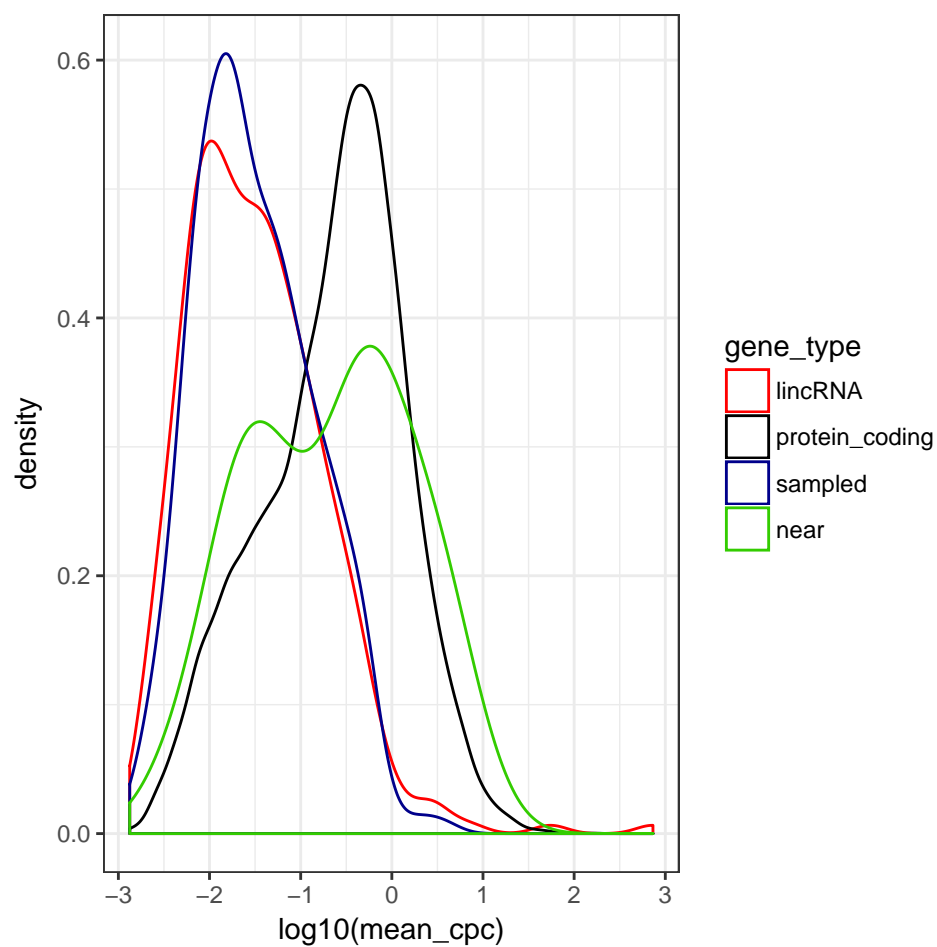 density
0.6
0.4
0.2
0.0
−3 −2 −1 0 1 2 3
log10(mean_cpc)
gene_type
lincRNA
protein_coding
sampled
near